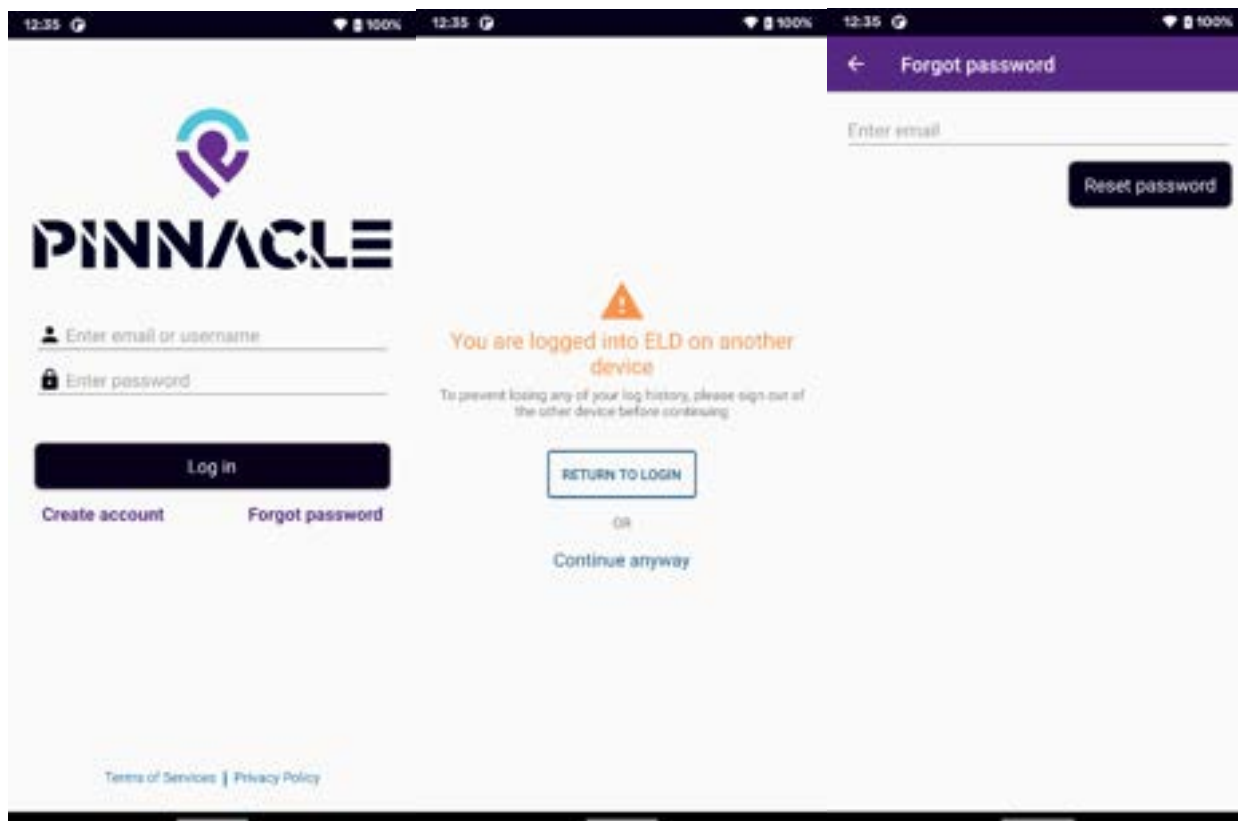 12:35
100%
PINNACLE
Enter email or username
Enter password
Log in
Create account
Forgot password
Terms of Services | Privacy Policy
12:35
100%
You are logged into ELD on another
device
To prevent losing any of your log history, please sign out of
the other device before continuing
RETURN TO LOGIN
OR
Continue anyway
12:35
100%
Forgot password
Enter email
Reset password